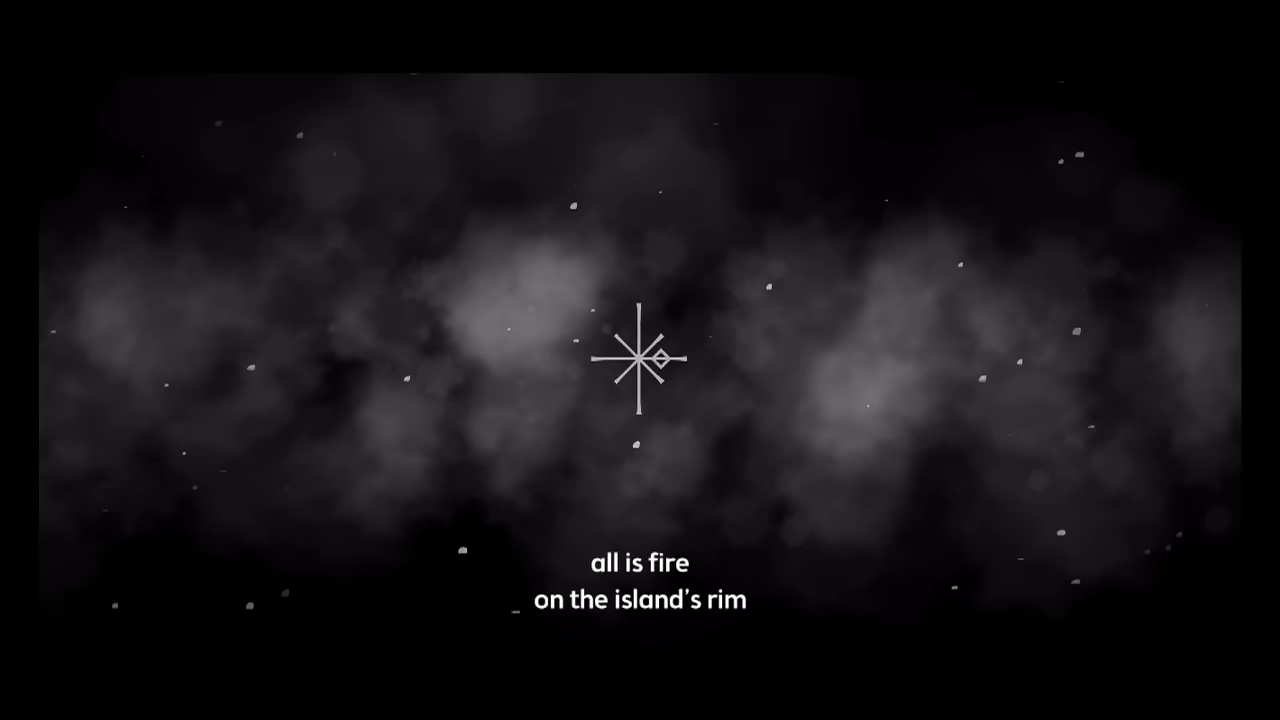 all is fire
on the island’s rim